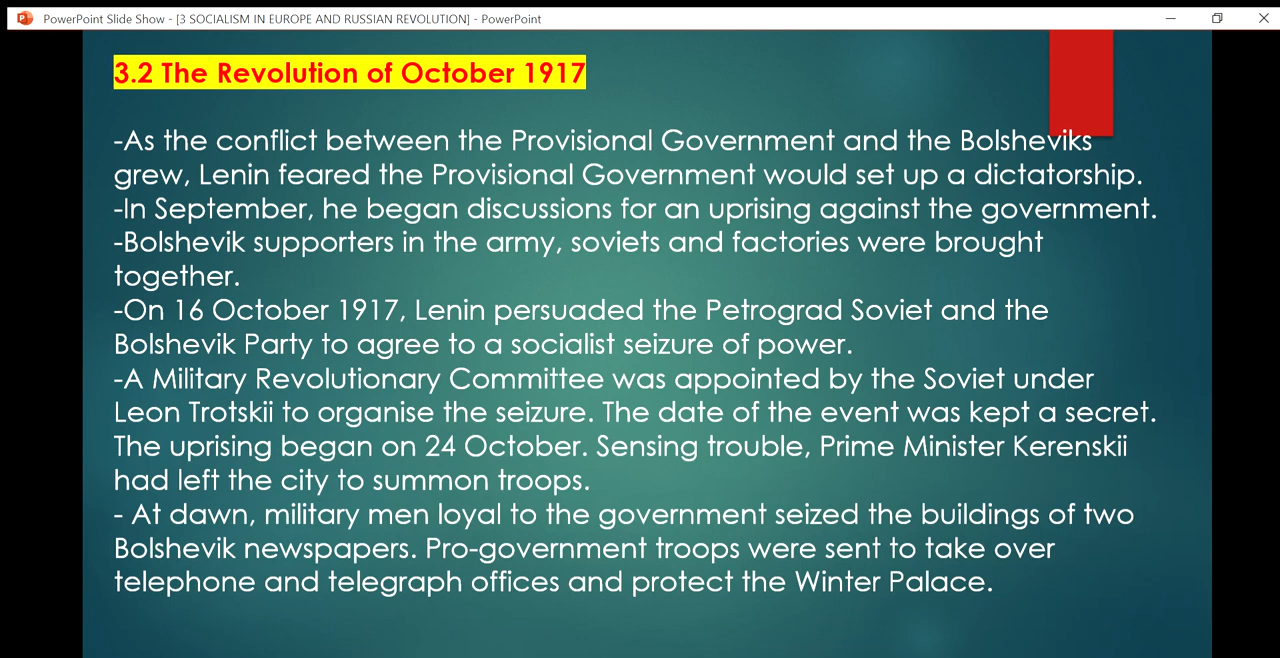 PowerPoint Slide Show - [3 SOCIALISM IN EUROPE AND RUSSIAN REVOLUTION] - PowerPoint
3.2 The Revolution of October 1917
-As the conflict between the Provisional Government and the Bolsheviks
grew, Lenin feared the Provisional Government would set up a dictatorship.
-In September, he began discussions for an uprising against the government.
-Bolshevik supporters in the army, soviets and factories were brought
together.
-On 16 October 1917, Lenin persuaded the Petrograd Soviet and the
Bolshevik Party to agree to a socialist seizure of power.
-A Military Revolutionary Committee was appointed by the Soviet under
Leon Trotskii to organise the seizure. The date of the event was kept a secret.
The uprising began on 24 October. Sensing trouble, Prime Minister Kerenskii
had left the city to summon troops.
- At dawn, military men loyal to the government seized the buildings of two
Bolshevik newspapers. Pro-government troops were sent to take over
telephone and telegraph offices and protect the Winter Palace.